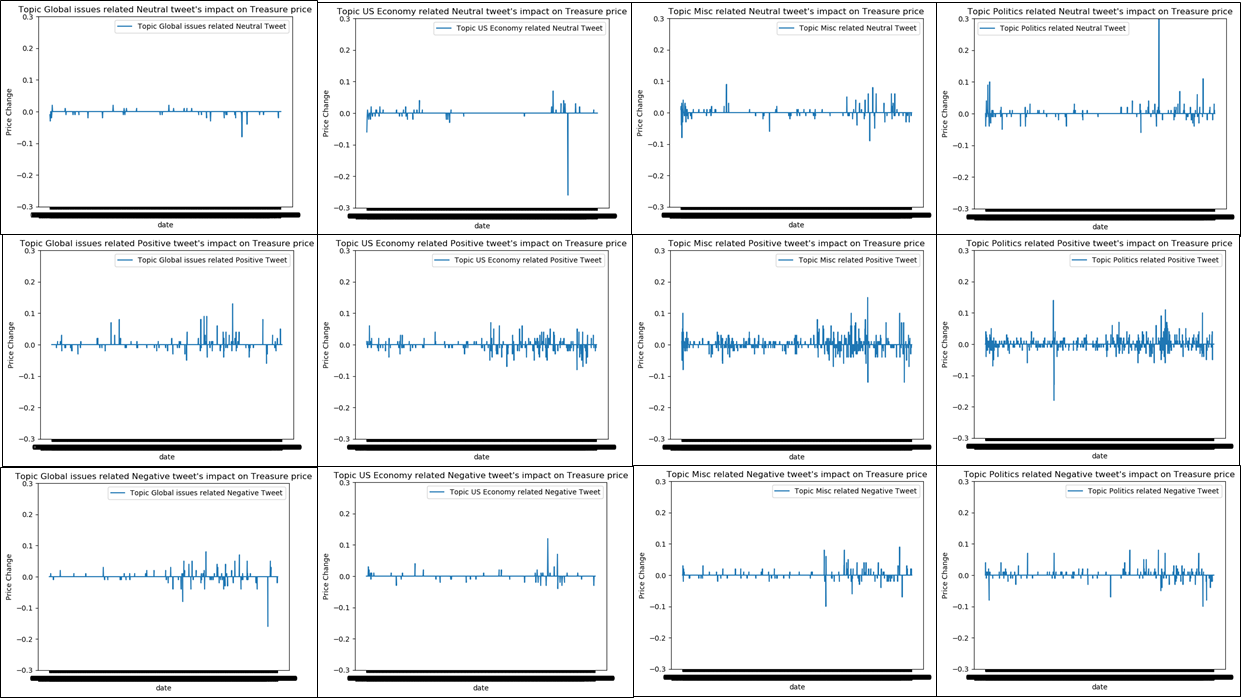 Topic Global issues related Neutral tweet's impact on Treasure price
Topic Global issues related Neutral Tweet
0.3
0.2
0.1
0.0
−0.1
−0.2
−0.3
Price Change
date
Topic US Economy related Neutral tweet's impact on Treasure price
Topic US Economy related Neutral Tweet
0.3
0.2
0.1
0.0
−0.1
−0.2
−0.3
Price Change
date
Topic Misc related Neutral tweet's impact on Treasure price
Topic Misc related Neutral Tweet
0.3
0.2
0.1
0.0
−0.1
−0.2
−0.3
Price Change
date
Topic Politics related Neutral tweet's impact on Treasure price
Topic Politics related Neutral Tweet
0.3
0.2
0.1
0.0
−0.1
−0.2
−0.3
Price Change
date
Topic Global issues related Positive tweet's impact on Treasure price
Topic Global issues related Positive Tweet
0.3
0.2
0.1
0.0
−0.1
−0.2
−0.3
Price Change
date
Topic US Economy related Positive tweet's impact on Treasure price
Topic US Economy related Positive Tweet
0.3
0.2
0.1
0.0
−0.1
−0.2
−0.3
Price Change
date
Topic Misc related Positive tweet's impact on Treasure price
Topic Misc related Positive Tweet
0.3
0.2
0.1
0.0
−0.1
−0.2
−0.3
Price Change
date
Topic Politics related Positive tweet's impact on Treasure price
Topic Politics related Positive Tweet
0.3
0.2
0.1
0.0
−0.1
−0.2
−0.3
Price Change
date
Topic Global issues related Negative tweet's impact on Treasure price
Topic Global issues related Negative Tweet
0.3
0.2
0.1
0.0
−0.1
−0.2
−0.3
Price Change
date
Topic US Economy related Negative tweet's impact on Treasure price
Topic US Economy related Negative Tweet
0.3
0.2
0.1
0.0
−0.1
−0.2
−0.3
Price Change
date
Topic Misc related Negative tweet's impact on Treasure price
Topic Misc related Negative Tweet
0.3
0.2
0.1
0.0
−0.1
−0.2
−0.3
Price Change
date
Topic Politics related Negative tweet's impact on Treasure price
Topic Politics related Negative Tweet
0.3
0.2
0.1
0.0
−0.1
−0.2
−0.3
Price Change
date